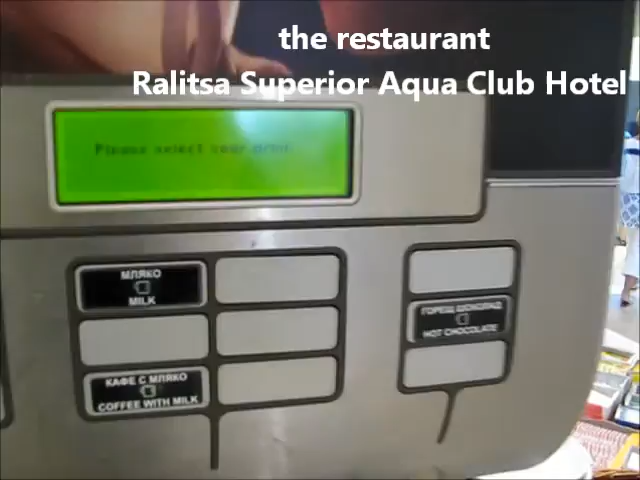 the restaurant
Ralitsa Superior Aqua Club Hotel
Please select your drink
МЛЯКО
MILK
ГОРЕЩ ШОКОЛАД
HOT CHOCOLATE
КАФЕ С МЛЯКО
COFFEE WITH MILK